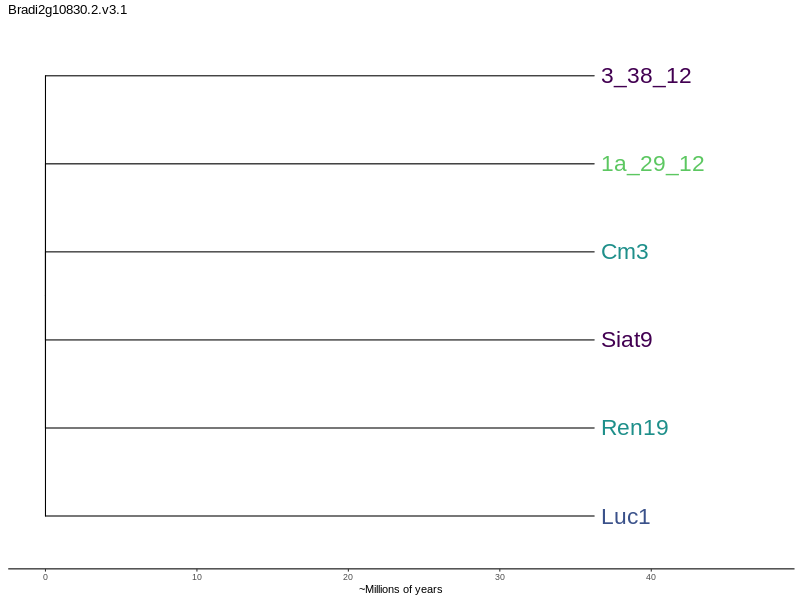 Bradi2g10830.2.v3.1
3_38_12
1a_29_12
Cm3
Siat9
Ren19
Luc1
0 10 20 30 40
~Millions of years